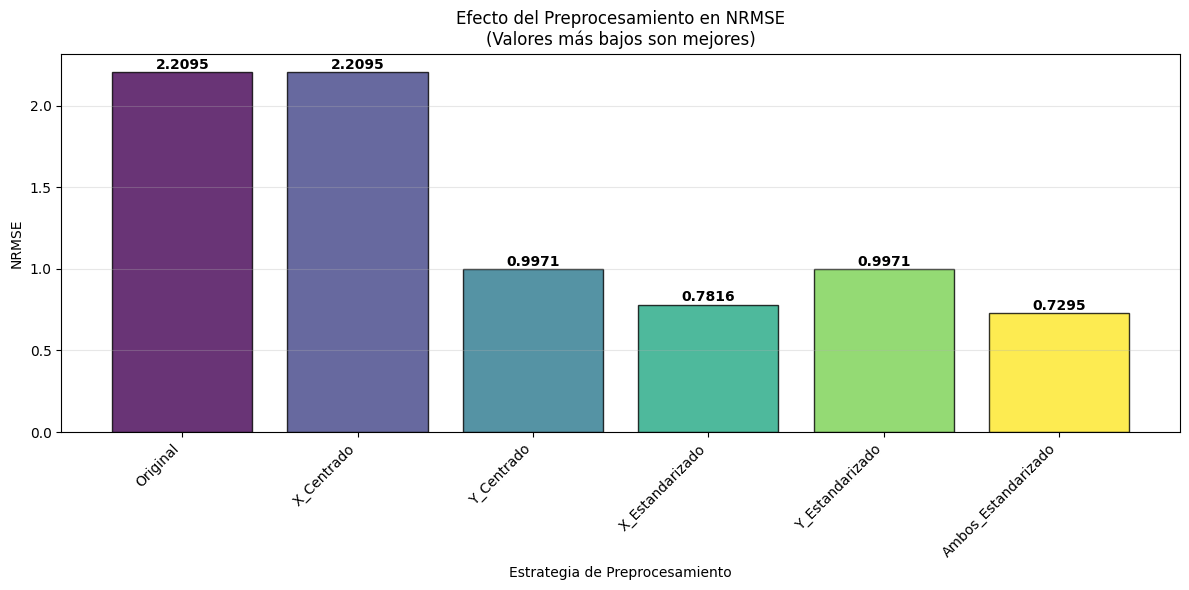 Efecto del Preprocesamiento en NRMSE
(Valores más bajos son mejores)
2.2095
2.2095
0.9971
0.7816
0.9971
0.7295
NRMSE
2.0
1.5
1.0
0.5
0.0
Original
X_Centrado
Y_Centrado
X_Estandarizado
Y_Estandarizado
Ambos_Estandarizado
Estrategia de Preprocesamiento